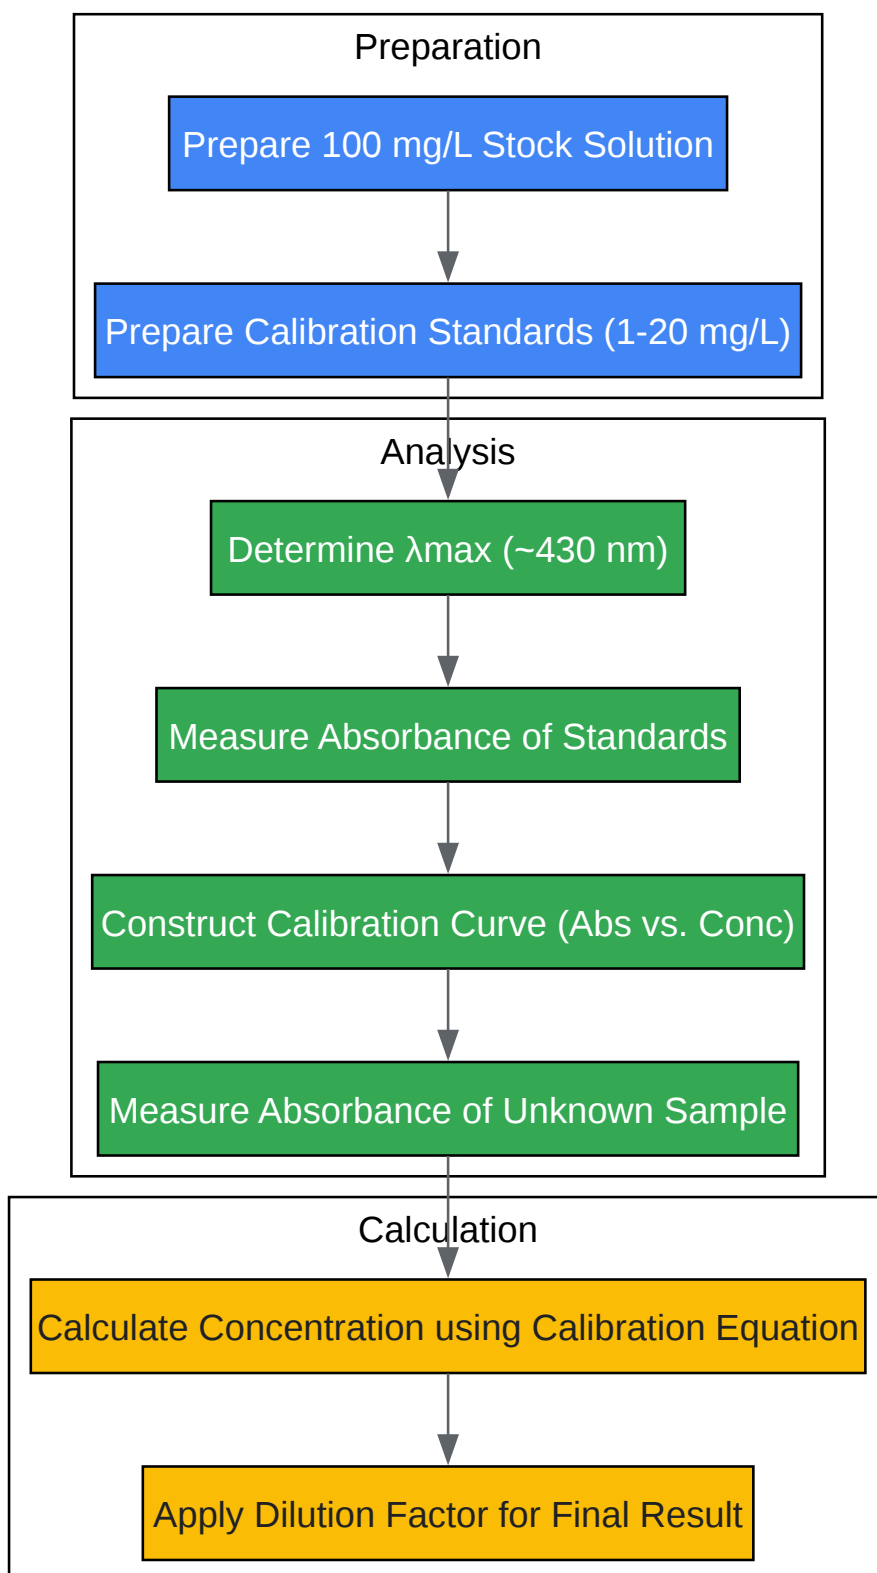 Preparation
Prepare 100 mg/L Stock Solution
Prepare Calibration Standards (1-20 mg/L)
Analysis
Determine λmax (~430 nm)
Measure Absorbance of Standards
Construct Calibration Curve (Abs vs. Conc)
Measure Absorbance of Unknown Sample
Calculation
Calculate Concentration using Calibration Equation
Apply Dilution Factor for Final Result